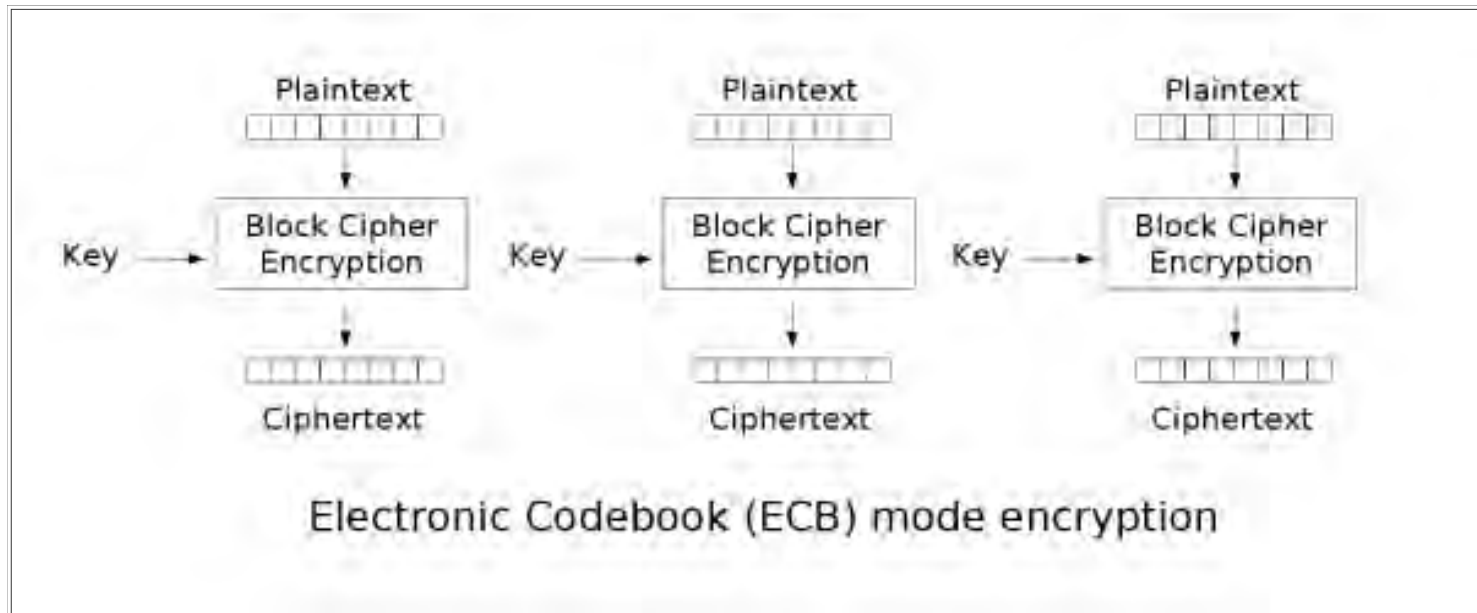 Plaintext
Plaintext
Plaintext
Key
Block Cipher
Encryption
Key
Block Cipher
Encryption
Key
Block Cipher
Encryption
Ciphertext
Ciphertext
Ciphertext
Electronic Codebook (ECB) mode encryption